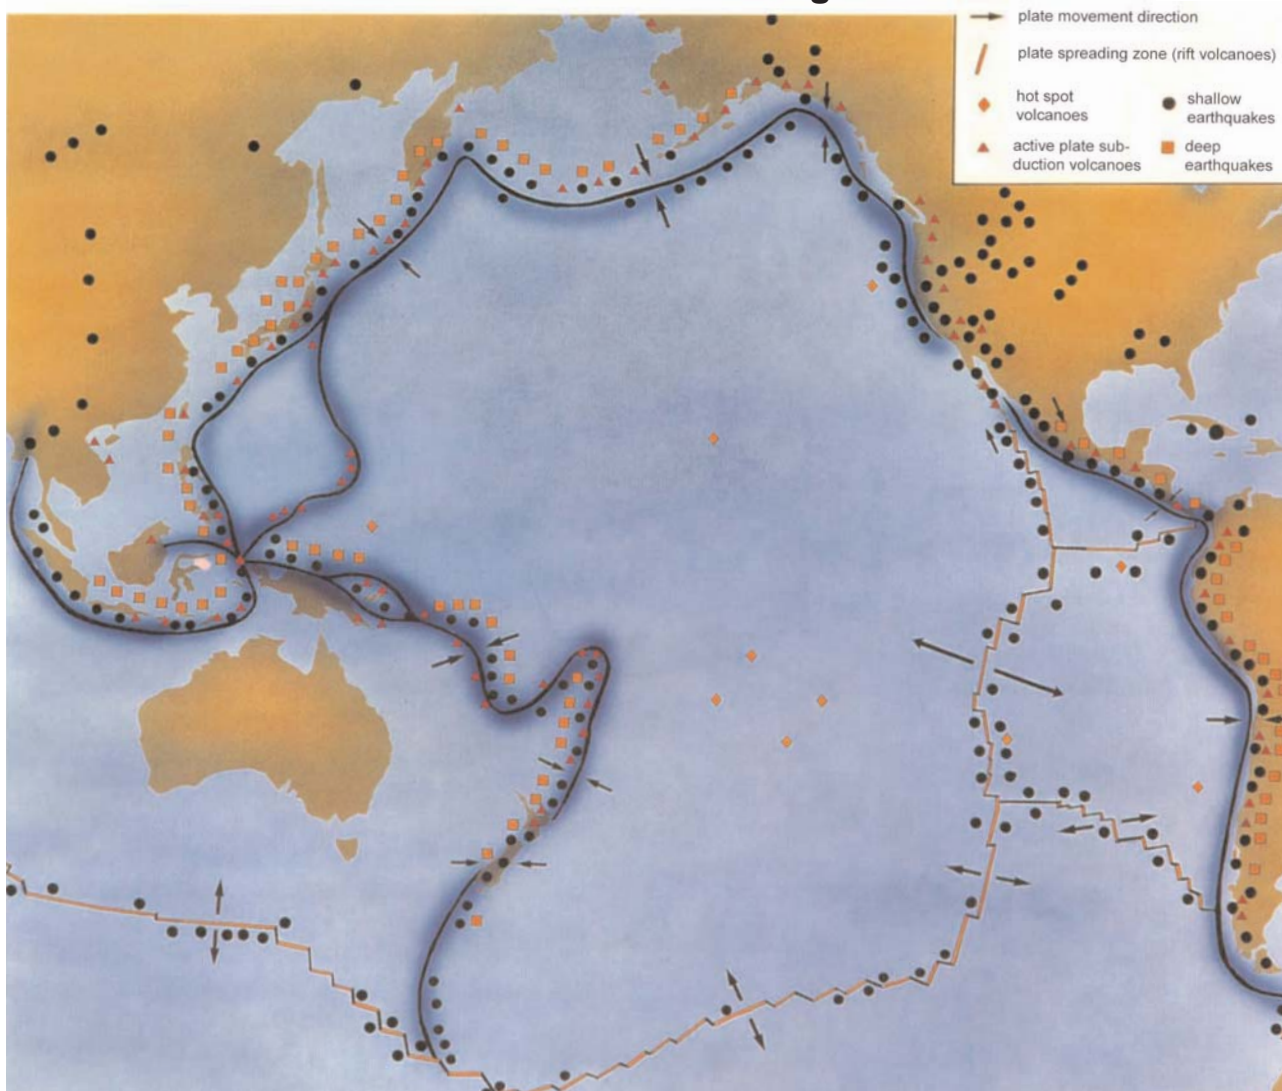 plate movement direction
plate spreading zone (rift volcanoes)
hot spot
volcanoes
shallow
earthquakes
active plate sub-
duction volcanoes
deep
earthquakes